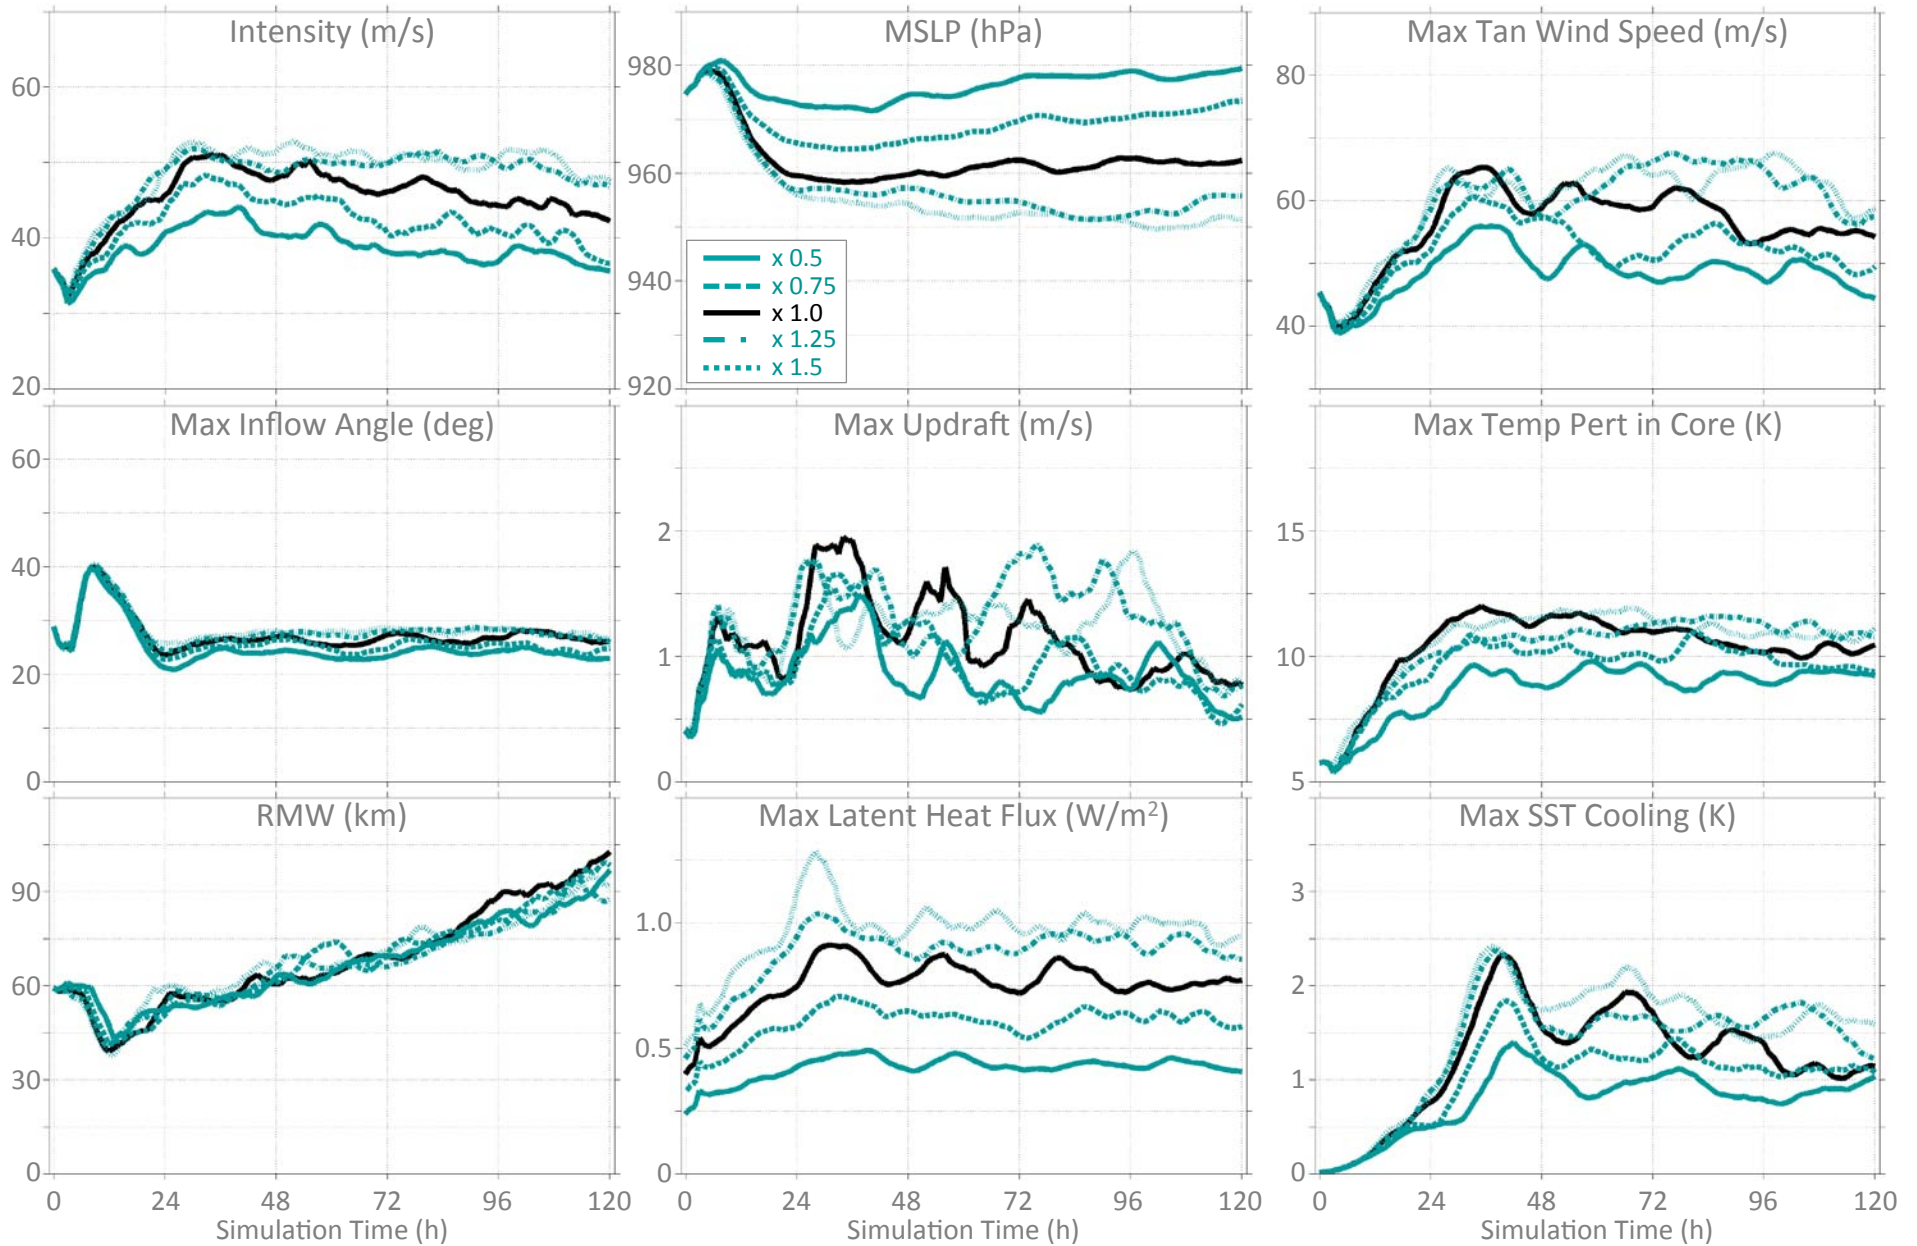 Intensity (m/s)
MSLP (hPa)
Max Tan Wind Speed (m/s)
60
40
20
980
960
940
920
80
60
40
x 0.5
x 0.75
x 1.0
x 1.25
x 1.5
Max Inflow Angle (deg)
Max Updraft (m/s)
Max Temp Pert in Core (K)
60
40
20
0
2
1
0
15
10
5
RMW (km)
Max Latent Heat Flux (W/m²)
Max SST Cooling (K)
90
60
30
0
1.0
0.5
0
3
2
1
0
0 24 48 72 96 120
0 24 48 72 96 120
0 24 48 72 96 120
Simulation Time (h)
Simulation Time (h)
Simulation Time (h)